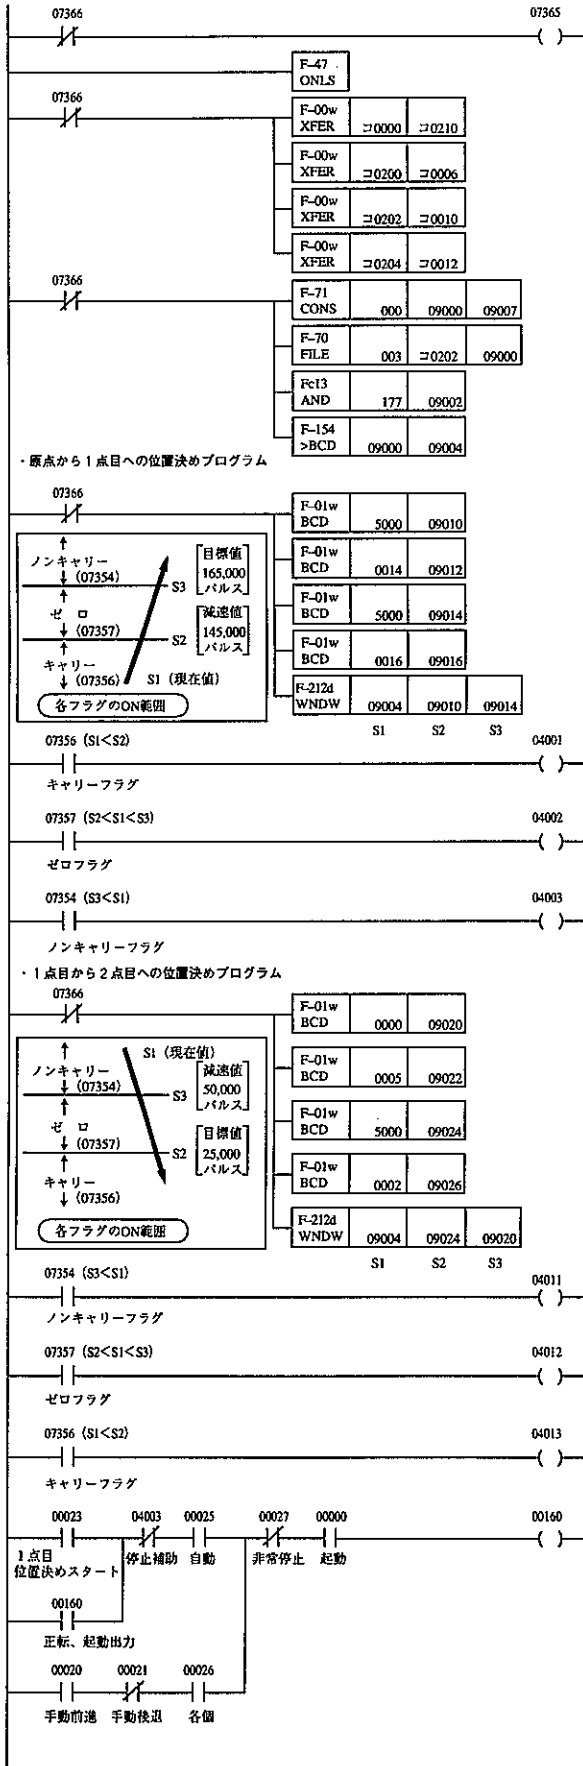 07366 07365
F-47
ONLS
07366
F-00w
XFER コ0000 コ0210
F-00w
XFER コ0200 コ0006
F-00w
XFER コ0202 コ0010
F-00w
XFER コ0204 コ0012
07366
F-71
CONS 000 09000 09007
F-70
FILE 003 コ0202 09000
Fc13
AND 177 09002
F-154
>BCD 09000 09004
・原点から1点目への位置決めプログラム
07366
F-01w
BCD 5000 09010
F-01w
BCD 0014 09012
F-01w
BCD 5000 09014
F-01w
BCD 0016 09016
F-212d
WNDW 09004 09010 09014
S1 S2 S3
ノンキャリー
(07354)
S3
目標値
165,000
パルス
ゼ ロ
(07357)
S2
減速値
145,000
パルス
キャリー
(07356)
S1 (現在値)
各フラグのON範囲
07356 (S1<S2) 04001
キャリーフラグ
07357 (S2<S1<S3) 04002
ゼロフラグ
07354 (S3<S1) 04003
ノンキャリーフラグ
・1点目から2点目への位置決めプログラム
07366
F-01w
BCD 0000 09020
F-01w
BCD 0005 09022
F-01w
BCD 5000 09024
F-01w
BCD 0002 09026
F-212d
WNDW 09004 09024 09020
S1 S2 S3
S1 (現在値)
ノンキャリー
(07354)
S3
減速値
50,000
パルス
ゼ ロ
(07357)
S2
目標値
25,000
パルス
キャリー
(07356)
各フラグのON範囲
07354 (S3<S1) 04011
ノンキャリーフラグ
07357 (S2<S1<S3) 04012
ゼロフラグ
07356 (S1<S2) 04013
キャリーフラグ
00023 04003 00025 00027 00000 00160
1点目
位置決めスタート 停止補助 自動 非常停止 起動
00160
正転、起動出力
00020 00021 00026
手動前進 手動後退 各個